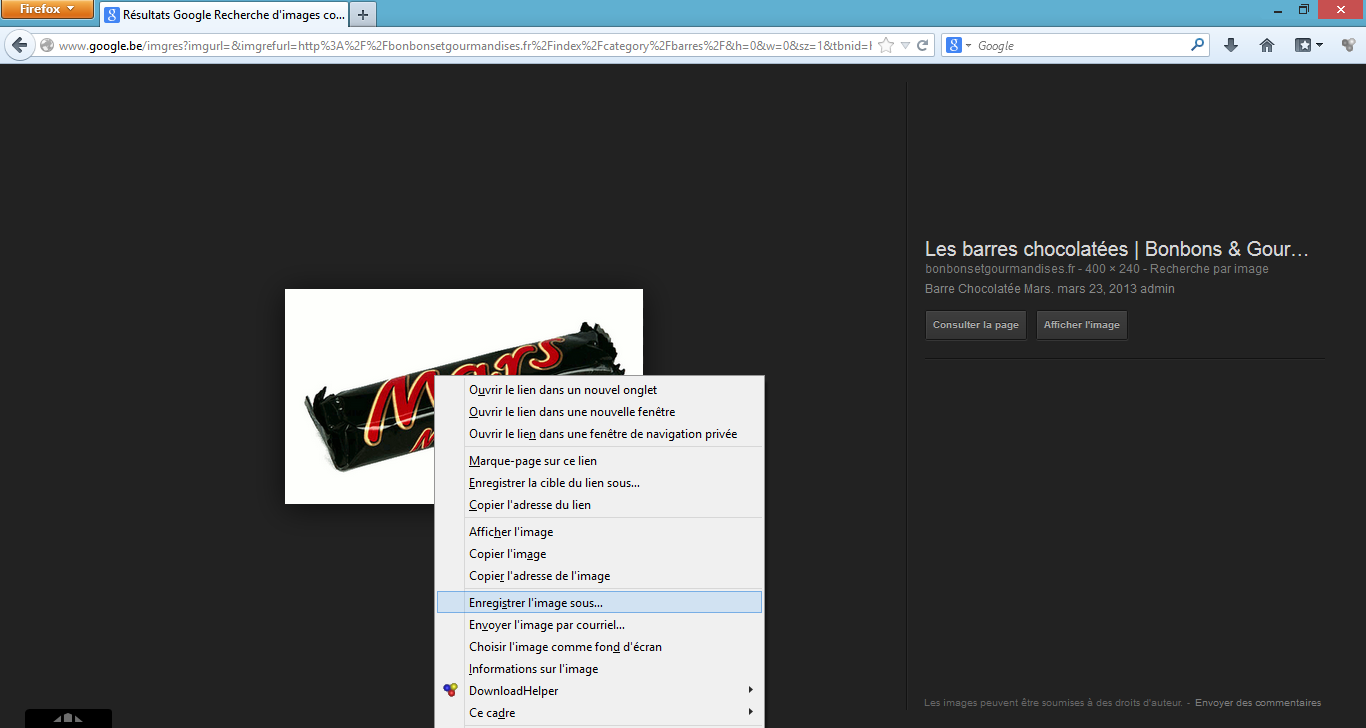 Firefox
Résultats Google Recherche d'images co...
www.google.be/imgres?imgurl=&imgrefurl=http%3A%2F%2Fbonbonsetgourmandises.fr%2Findex%2Fcategory%2Fbarres%2F&h=0&w=0&sz=1&tbnid=
Google
Les barres chocolatées | Bonbons & Gour...
bonbonsetgourmandises.fr - 400 × 240 - Recherche par image
Barre Chocolatée Mars. mars 23, 2013 admin
Consulter la page
Afficher l'image
Mars
Ouvrir le lien dans un nouvel onglet
Ouvrir le lien dans une nouvelle fenêtre
Ouvrir le lien dans une fenêtre de navigation privée
Marque-page sur ce lien
Enregistrer la cible du lien sous...
Copier l'adresse du lien
Afficher l'image
Copier l'image
Copier l'adresse de l'image
Enregistrer l'image sous...
Envoyer l'image par courriel...
Choisir l'image comme fond d'écran
Informations sur l'image
DownloadHelper
Ce cadre
Les images peuvent être soumises à des droits d'auteur. - Envoyer des commentaires